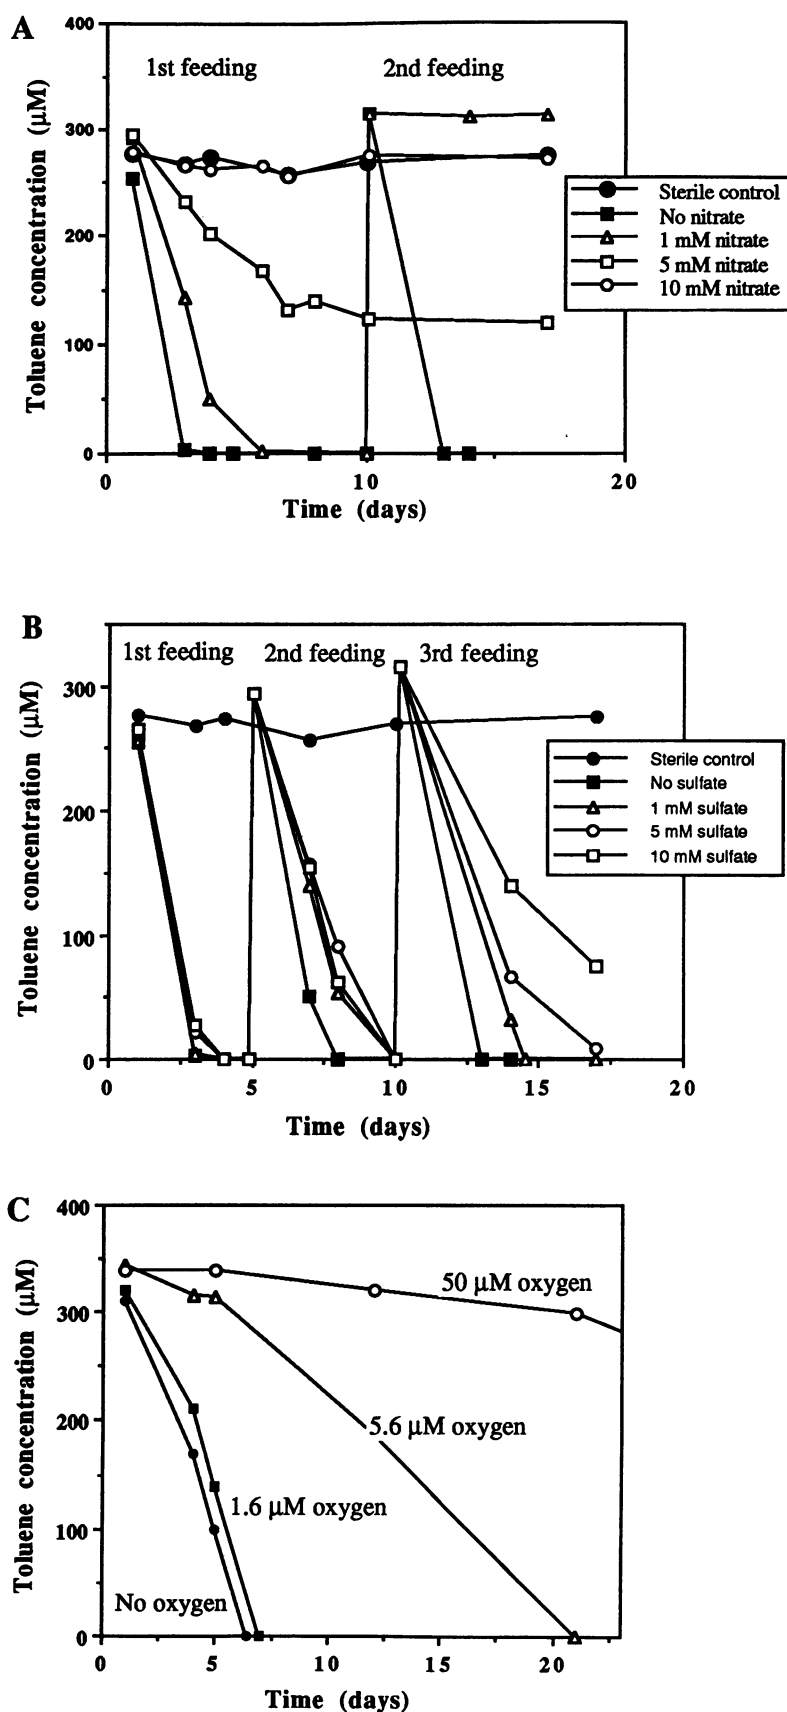 A
400
1st feeding
2nd feeding
300
200
100
0
Toluene concentration (µM)
Sterile control
No nitrate
1 mM nitrate
5 mM nitrate
10 mM nitrate
0
10
20
Time (days)
B
1st feeding
2nd feeding
3rd feeding
300
200
100
0
Toluene concentration (µM)
Sterile control
No sulfate
1 mM sulfate
5 mM sulfate
10 mM sulfate
0
5
10
15
20
Time (days)
C
400
300
200
100
0
Toluene concentration (µM)
50 µM oxygen
5.6 µM oxygen
1.6 µM oxygen
No oxygen
0
5
10
15
20
Time (days)